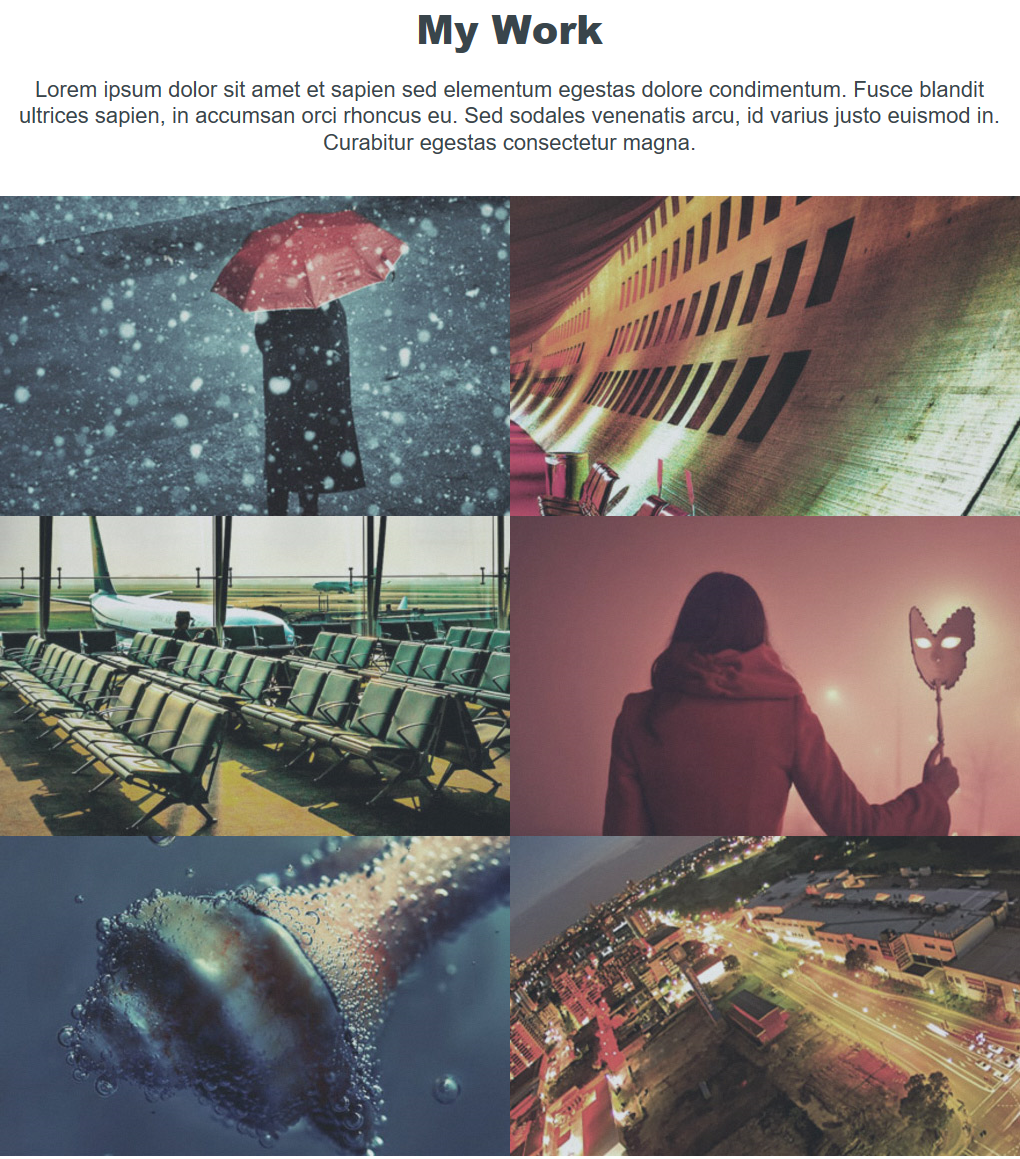 My Work
Lorem ipsum dolor sit amet et sapien sed elementum egestas dolore condimentum. Fusce blandit
ultrices sapien, in accumsan orci rhoncus eu. Sed sodales venenatis arcu, id varius justo euismod in.
Curabitur egestas consectetur magna.